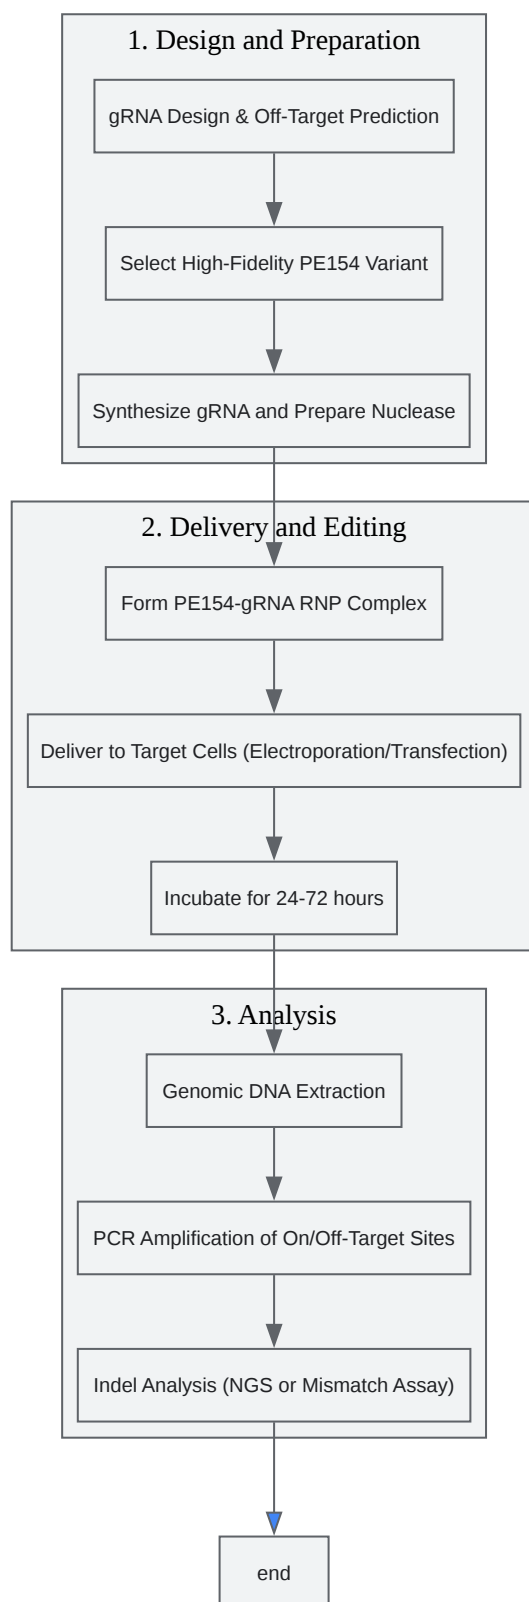 1. Design and Preparation
gRNA Design & Off-Target Prediction
Select High-Fidelity PE154 Variant
Synthesize gRNA and Prepare Nuclease
2. Delivery and Editing
Form PE154-gRNA RNP Complex
Deliver to Target Cells (Electroporation/Transfection)
Incubate for 24-72 hours
3. Analysis
Genomic DNA Extraction
PCR Amplification of On/Off-Target Sites
Indel Analysis (NGS or Mismatch Assay)
end